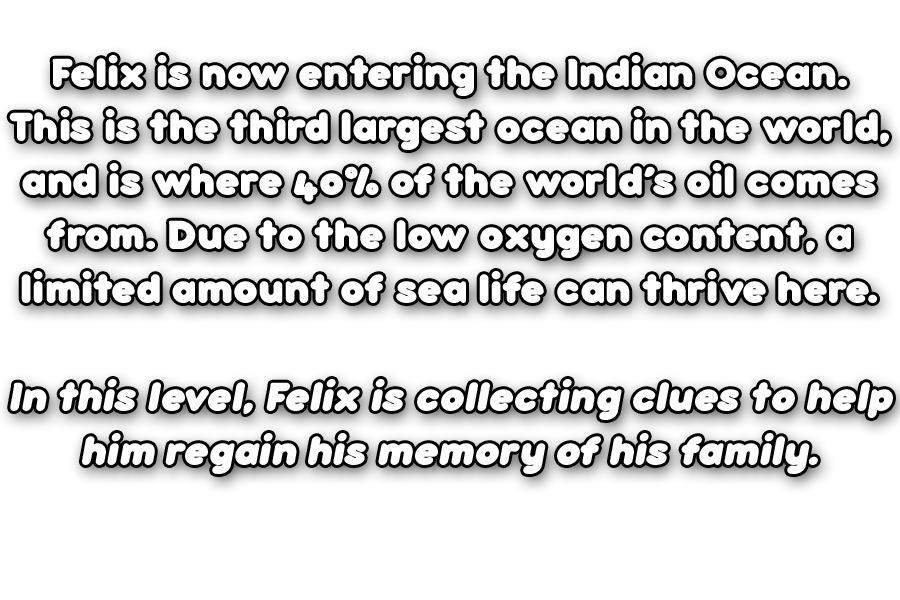 Felix is now entering the Indian Ocean.
This is the third largest ocean in the world,
and is where 40% of the world's oil comes
from. Due to the low oxygen content, a
limited amount of sea life can thrive here.
In this level, Felix is collecting clues to help
him regain his memory of his family.